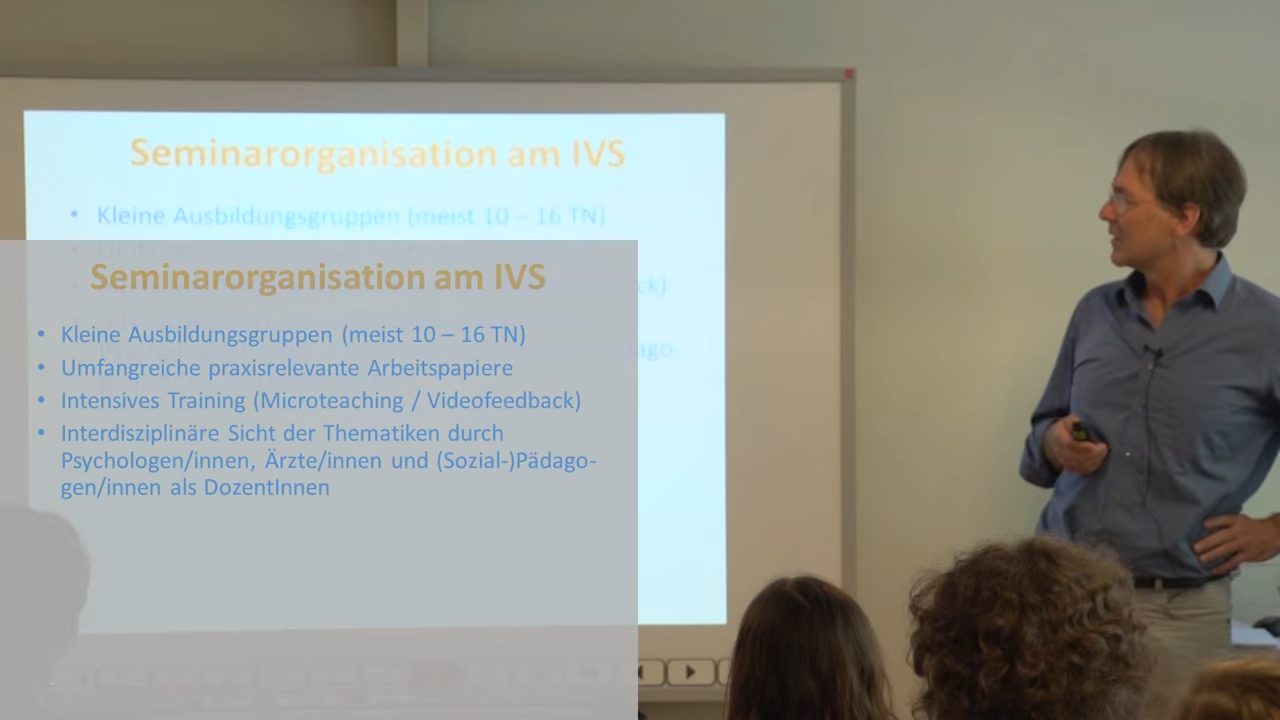 Seminarorganisation am IVS
• Kleine Ausbildungsgruppen (meist 10 – 16 TN)
ck)
dago-
Seminarorganisation am IVS
• Kleine Ausbildungsgruppen (meist 10 – 16 TN)
• Umfangreiche praxisrelevante Arbeitspapiere
• Intensives Training (Microteaching / Videofeedback)
• Interdisziplinäre Sicht der Thematiken durch
Psychologen/innen, Ärzte/innen und (Sozial-)Pädago-
gen/innen als DozentInnen